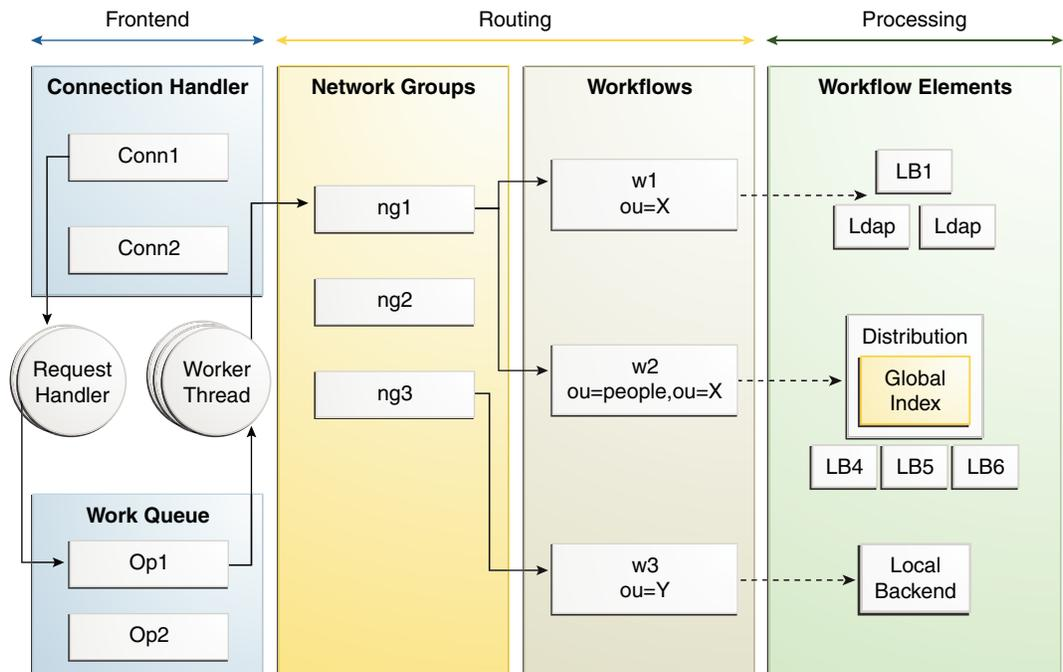 Frontend
Routing
Processing
Connection Handler
Conn1
Conn2
Request
Handler
Worker
Thread
Work Queue
Op1
Op2
Network Groups
ng1
ng2
ng3
Workflows
w1
ou=X
w2
ou=people,ou=X
w3
ou=Y
Workflow Elements
LB1
Ldap Ldap
Distribution
Global
Index
LB4 LB5 LB6
Local
Backend